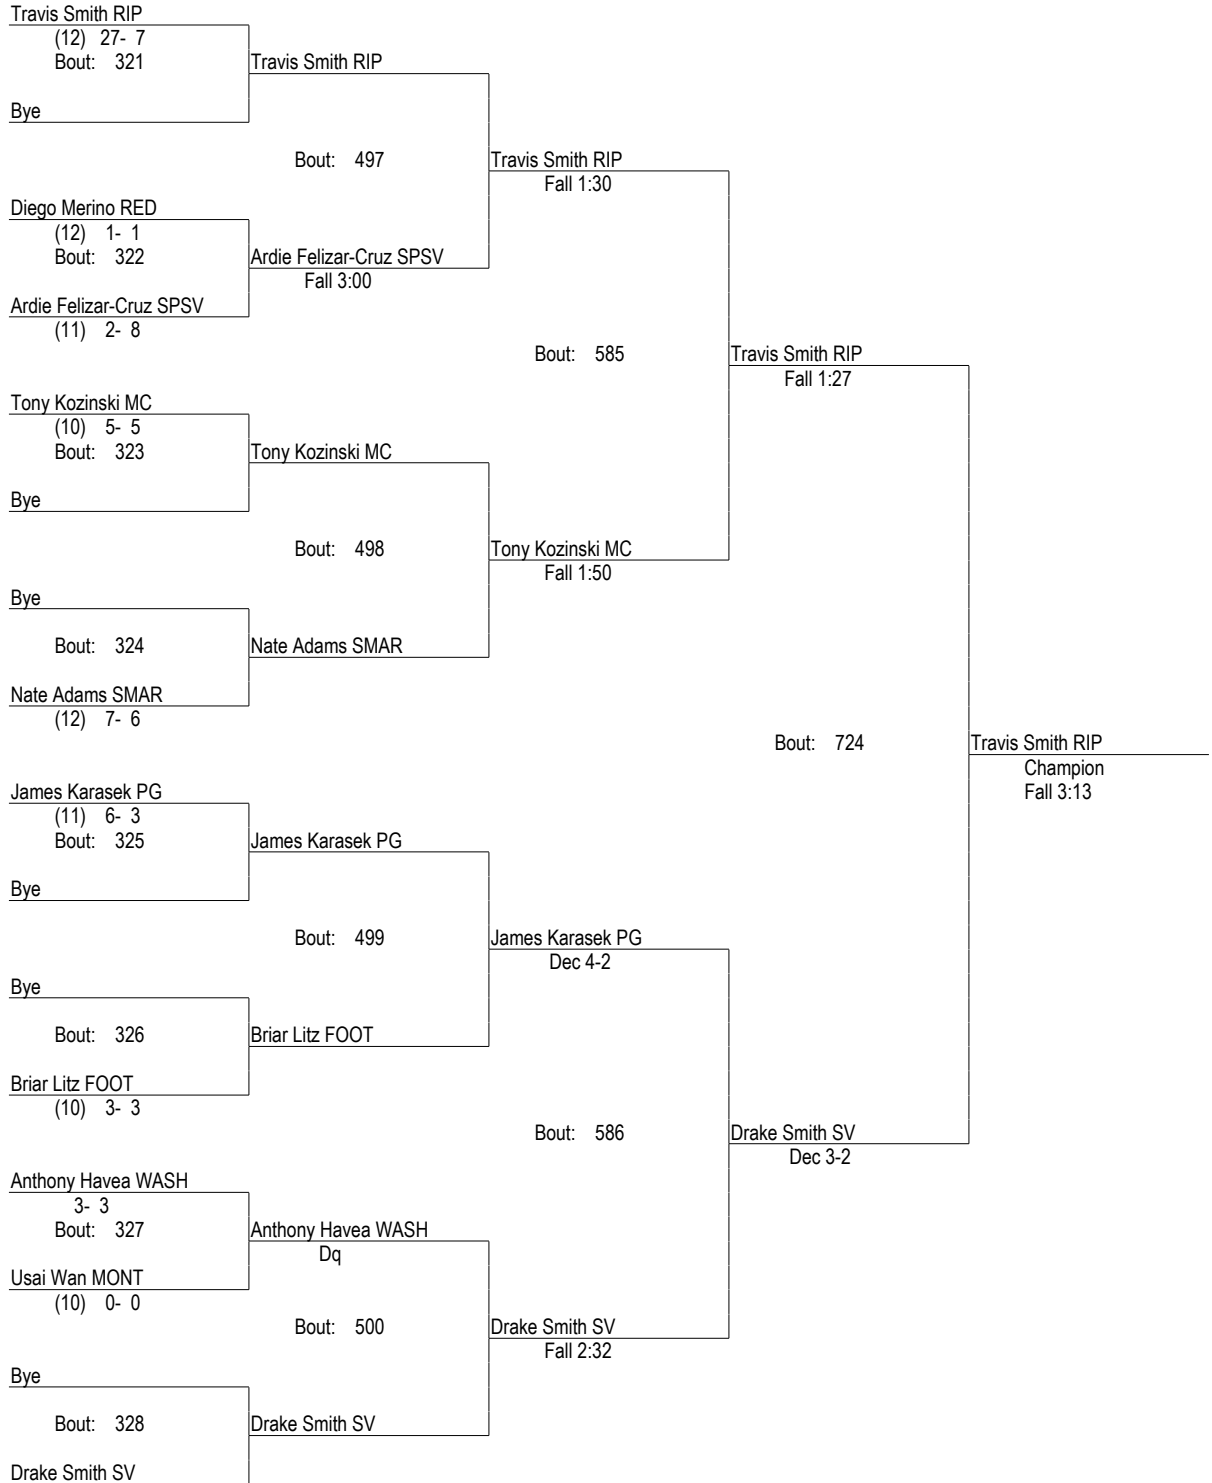 Travis Smith RIP
(12) 27- 7
Bout: 321
Travis Smith RIP
Bye
Bout: 497
Travis Smith RIP
Fall 1:30
Diego Merino RED
(12) 1- 1
Bout: 322
Ardie Felizar-Cruz SPSV
Fall 3:00
Ardie Felizar-Cruz SPSV
(11) 2- 8
Bout: 585
Travis Smith RIP
Fall 1:27
Tony Kozinski MC
(10) 5- 5
Bout: 323
Tony Kozinski MC
Bye
Bout: 498
Tony Kozinski MC
Fall 1:50
Bye
Bout: 324
Nate Adams SMAR
Nate Adams SMAR
(12) 7- 6
Bout: 724
Travis Smith RIP
Champion
Fall 3:13
James Karasek PG
(11) 6- 3
Bout: 325
James Karasek PG
Bye
Bout: 499
James Karasek PG
Dec 4-2
Bye
Bout: 326
Briar Litz FOOT
Briar Litz FOOT
(10) 3- 3
Bout: 586
Drake Smith SV
Dec 3-2
Anthony Havea WASH
3- 3
Bout: 327
Anthony Havea WASH
Dq
Usai Wan MONT
(10) 0- 0
Bout: 500
Drake Smith SV
Fall 2:32
Bye
Bout: 328
Drake Smith SV
Drake Smith SV